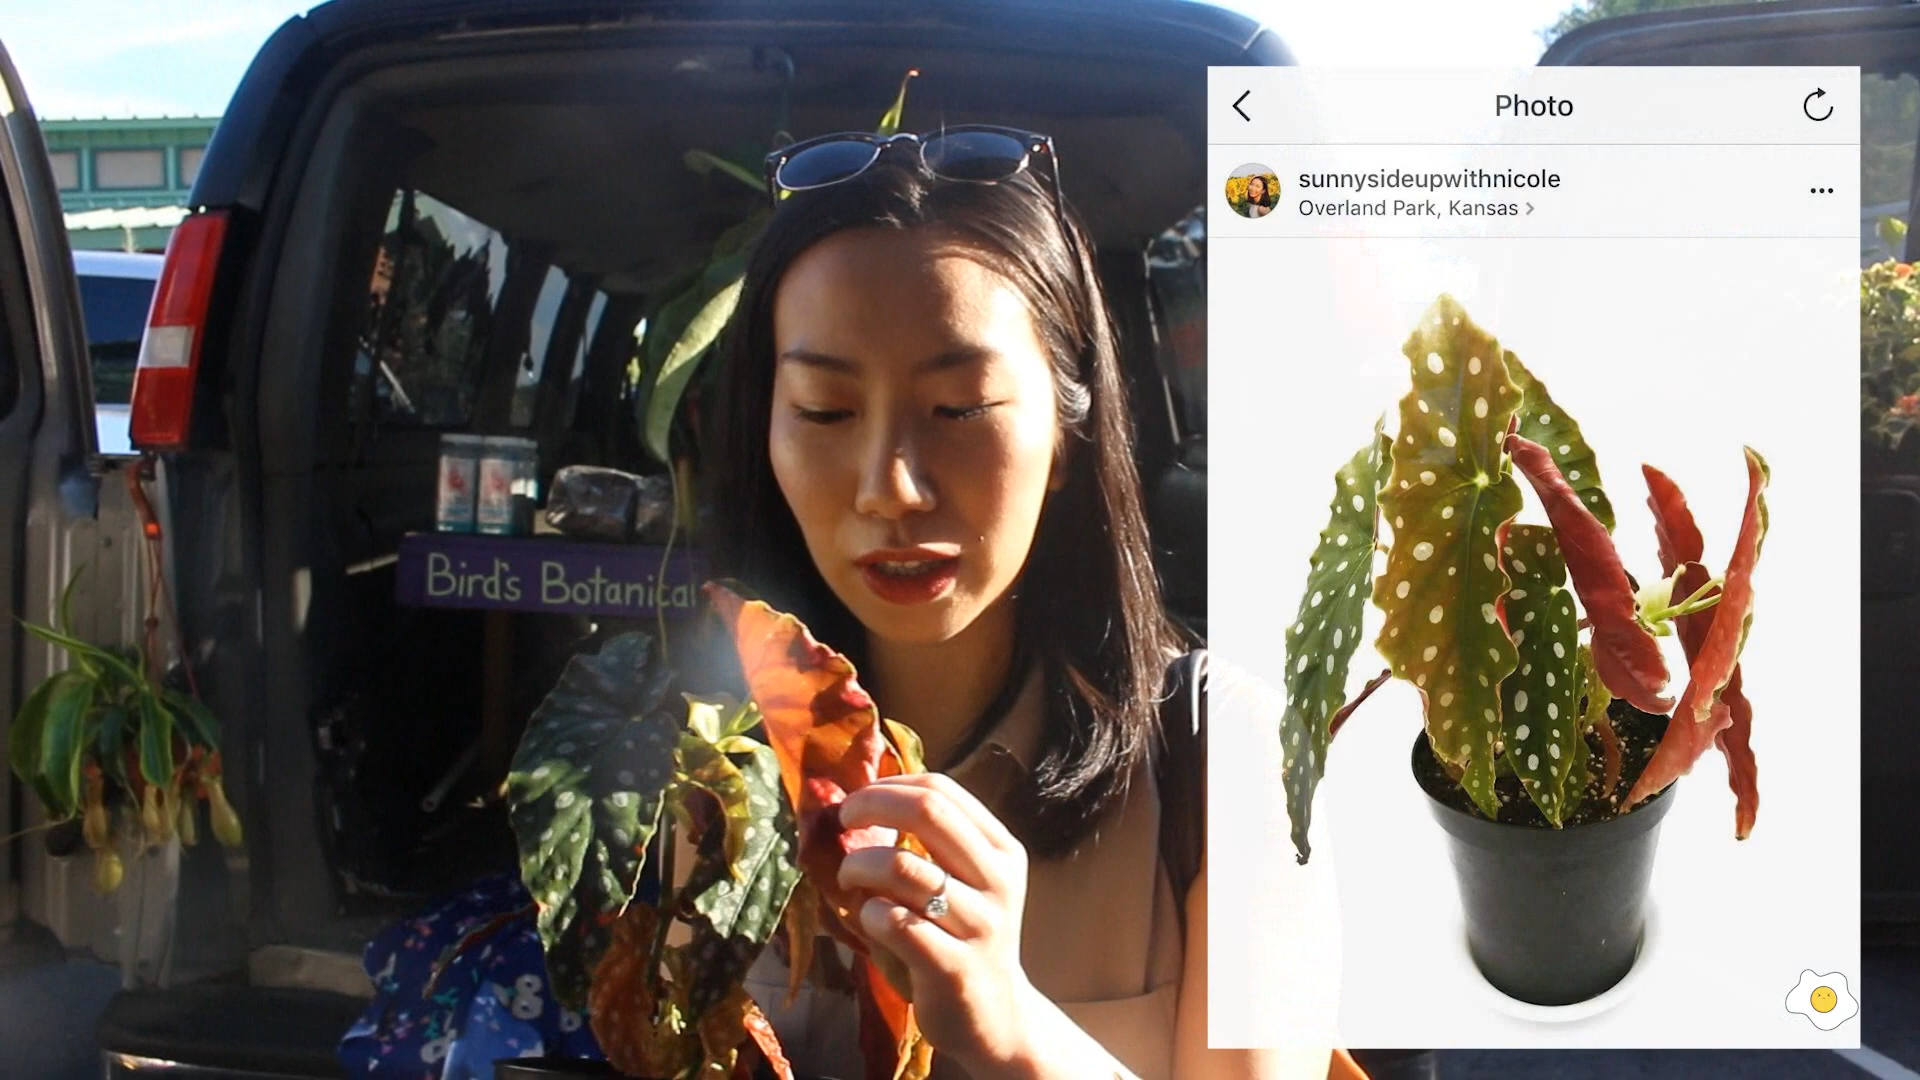 Bird's Botanical
Photo
sunnysideupwithnicole
Overland Park, Kansas